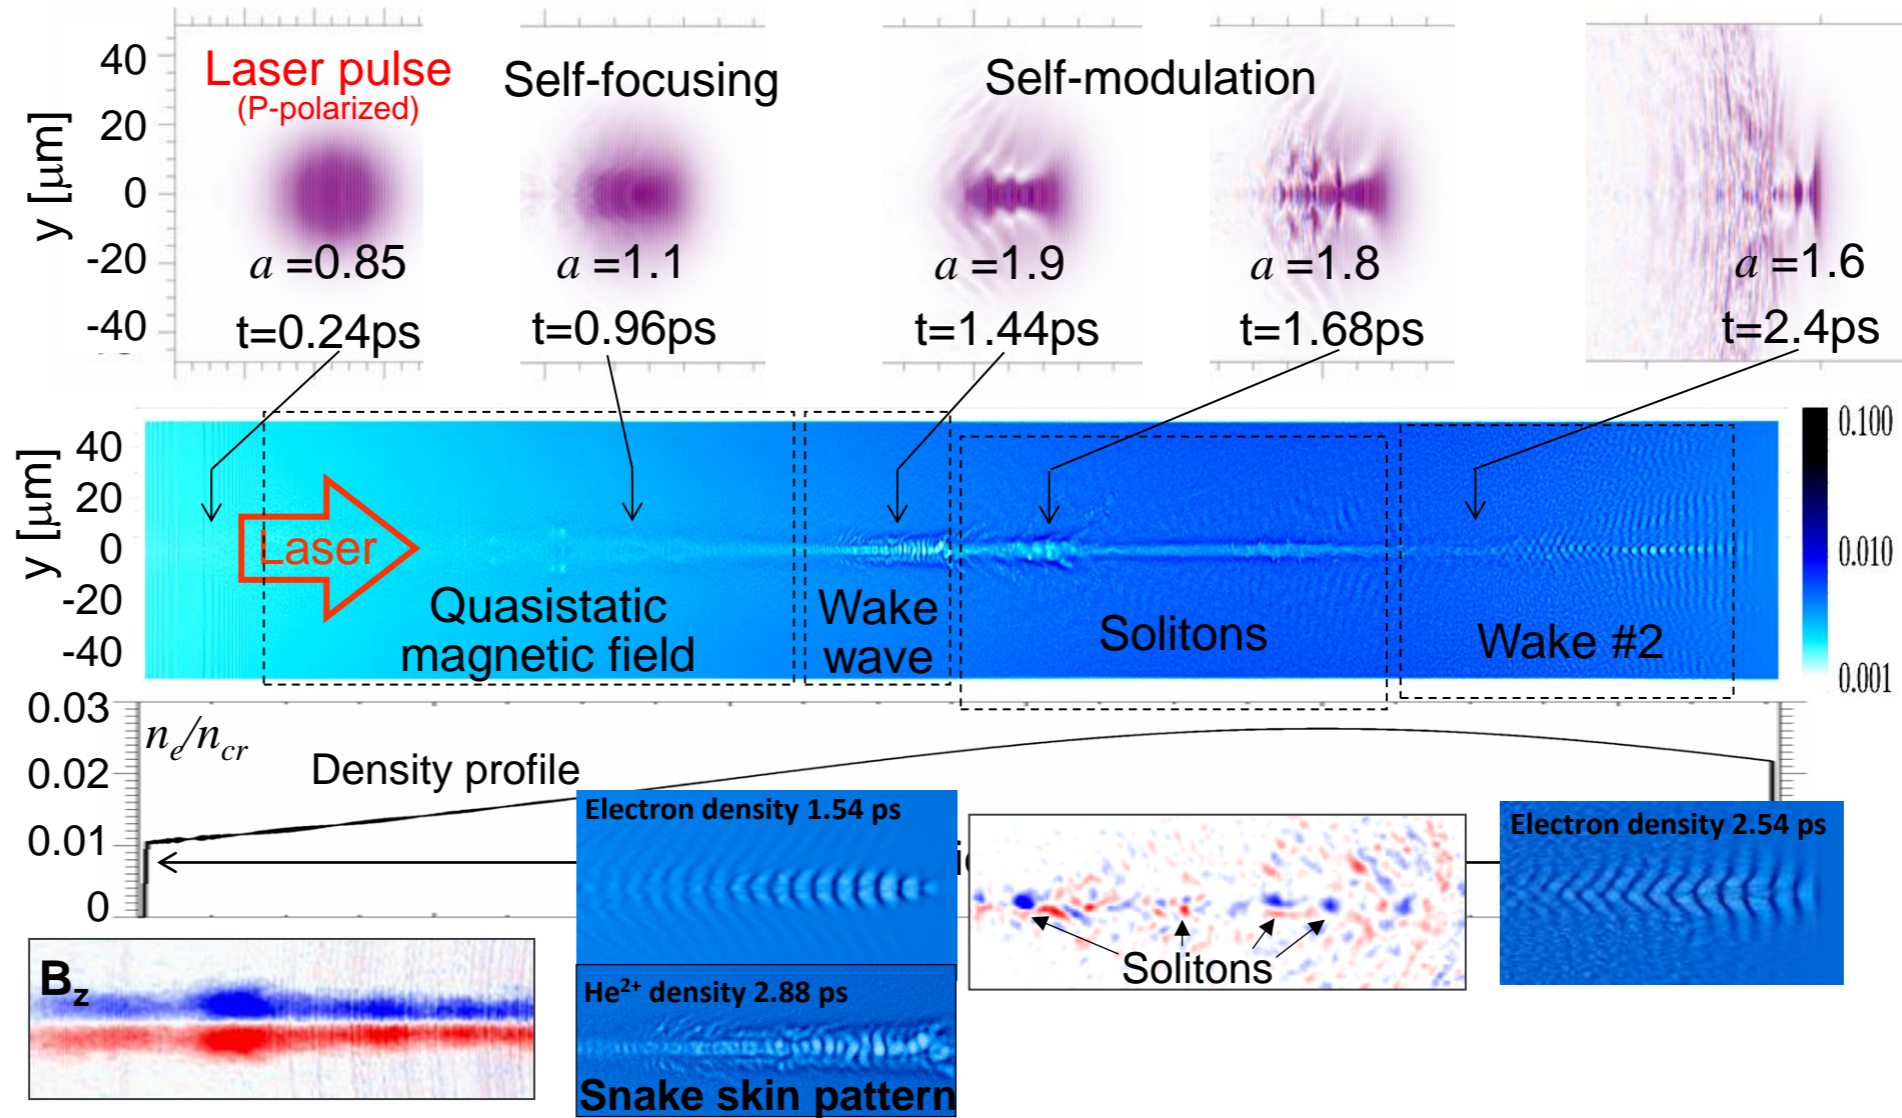 40
20
0
-20
-40
y [μm]
Laser pulse
(P-polarized)
Self-focusing
Self-modulation
a =0.85
a =1.1
a =1.9
a =1.8
a =1.6
t=0.24ps
t=0.96ps
t=1.44ps
t=1.68ps
t=2.4ps
40
20
0
-20
-40
y [μm]
Laser
Quasistatic
magnetic field
Wake
wave
Solitons
Wake #2
0.100
0.010
0.001
0.03
0.02
0.01
0
nₑ/n_cr
Density profile
Electron density 1.54 ps
He²⁺ density 2.88 ps
Snake skin pattern
Solitons
Electron density 2.54 ps
B_z